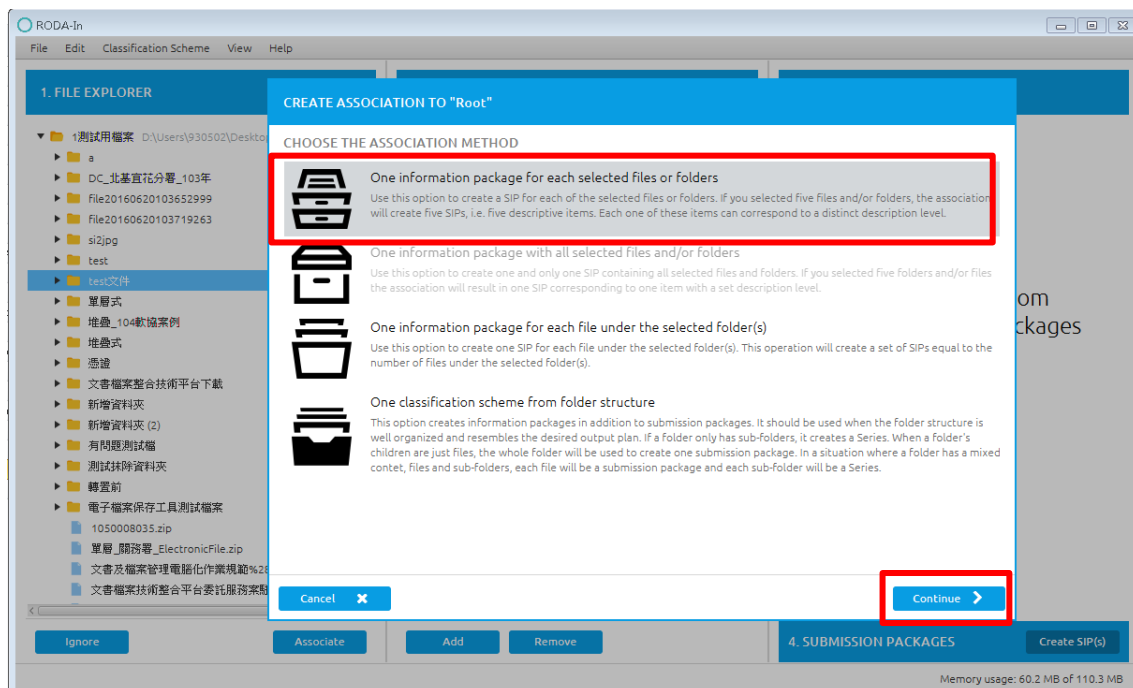 RODA-In
File Edit Classification Scheme View Help
1. FILE EXPLORER
CREATE ASSOCIATION TO "Root"
CHOOSE THE ASSOCIATION METHOD
One information package for each selected files or folders
Use this option to create a SIP for each of the selected files or folders. If you selected five files and/or folders, the association
will create five SIPs, i.e. five descriptive items. Each one of these items can correspond to a distinct description level.
One information package with all selected files and/or folders
Use this option to create one and only one SIP containing all selected files and folders. If you selected five folders and/or files
the association will result in one SIP corresponding to one item with a set description level.
One information package for each file under the selected folder(s)
Use this option to create one SIP for each file under the selected folder(s). This operation will create a set of SIPs equal to the
number of files under the selected folder(s).
One classification scheme from folder structure
This option creates information packages in addition to submission packages. It should be used when the folder structure is
well organized and resembles the desired output plan. If a folder only has sub-folders, it creates a Series. When a folder's
children are just files, the whole folder will be used to create one submission package. In a situation where a folder has a mixed
contet, files and sub-folders, each file will be a submission package and each sub-folder will be a Series.
Cancel
Continue
1測試用檔案 D:\Users\930502\Deskto
a
DC_北基宜花分署_103年
file20160620103652999
file20160620103719263
si2jpg
test
test文件
單層式
堆疊_104軟協案例
堆疊式
憑證
文書檔案整合技術平台下載
新增資料夾
新增資料夾 (2)
有問題測試檔
測試抹除資料夾
轉置前
電子檔案保存工具測試檔案
1050008035.zip
單層_關務署_ElectronicFile.zip
文書及檔案管理電腦化作業規範%28
文書檔案技術整合平台委託服務案
om
ckages
Ignore
Associate
Add
Remove
4. SUBMISSION PACKAGES
Create SIP(s)
Memory usage: 60.2 MB of 110.3 MB